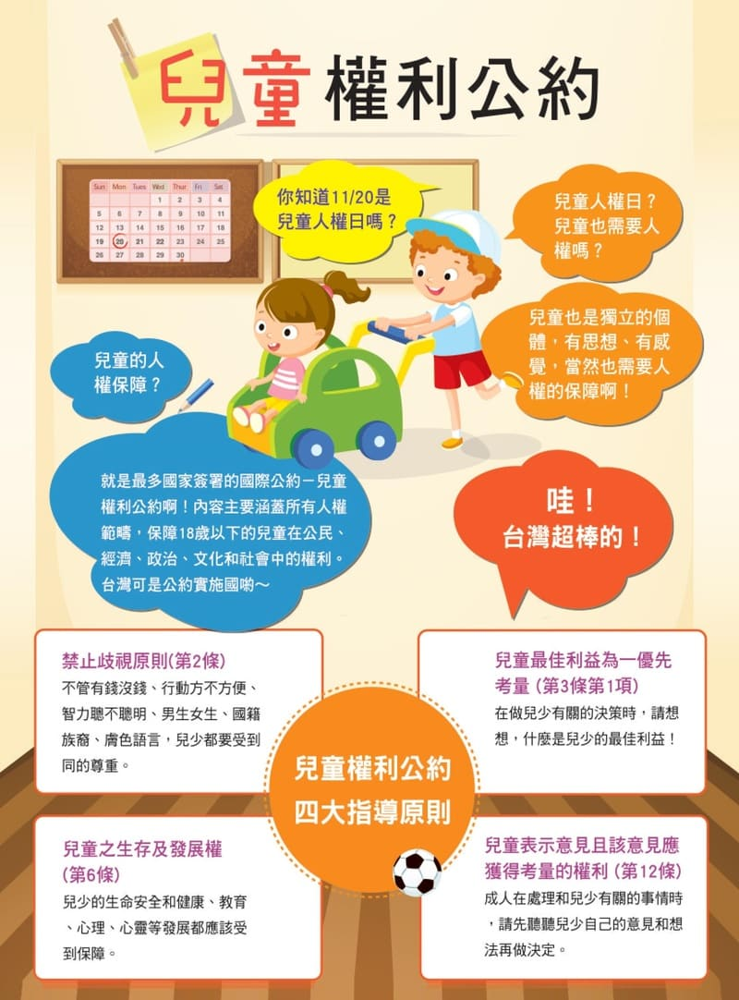 兒童權利公約
Sun Mon Tues Wed Thur Fri Sat
1 2 3 4
5 6 7 8 9 10 11
12 13 14 15 16 17 18
19 20 21 22 23 24 25
26 27 28 29 30
你知道11/20是
兒童人權日嗎？
兒童人權日？
兒童也需要人
權嗎？
兒童也是獨立的個
體，有思想、有感
覺，當然也需要人
權的保障啊！
兒童的人
權保障？
就是最多國家簽署的國際公約－兒童
權利公約啊！內容主要涵蓋所有人權
範疇，保障18歲以下的兒童在公民、
經濟、政治、文化和社會中的權利。
台灣可是公約實施國喲～
哇！
台灣超棒的！
禁止歧視原則(第2條)
不管有錢沒錢、行動方不方便、
智力聰不聰明、男生女生、國籍
族裔、膚色語言，兒少都要受到
同的尊重。
兒童最佳利益為一優先
考量 (第3條第1項)
在做兒少有關的決策時，請想
想，什麼是兒少的最佳利益！
兒童權利公約
四大指導原則
兒童之生存及發展權
(第6條)
兒少的生命安全和健康、教育
、心理、心靈等發展都應該受
到保障。
兒童表示意見且該意見應
獲得考量的權利 (第12條)
成人在處理和兒少有關的事情時
，請先聽聽兒少自己的意見和想
法再做決定。